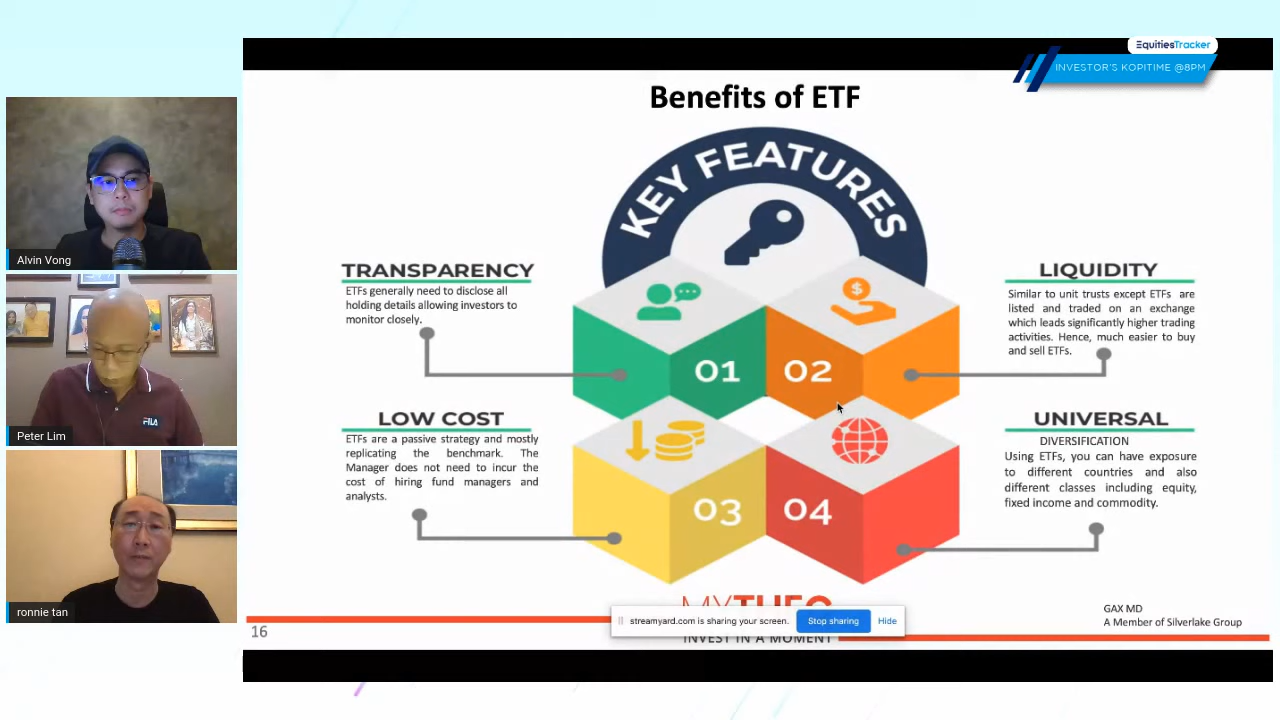 EquitiesTracker
INVESTOR'S KOPITIME @8PM
Benefits of ETF
KEY FEATURES
TRANSPARENCY
ETFs generally need to disclose all
holding details allowing investors to
monitor closely.
LIQUIDITY
Similar to unit trusts except ETFs are
listed and traded on an exchange
which leads significantly higher trading
activities. Hence, much easier to buy
and sell ETFs.
01
02
LOW COST
ETFs are a passive strategy and mostly
replicating the benchmark. The
Manager does not need to incur the
cost of hiring fund managers and
analysts.
UNIVERSAL
DIVERSIFICATION
Using ETFs, you can have exposure
to different countries and also
different classes including equity,
fixed income and commodity.
03
04
$
Alvin Vong
FILA
Peter Lim
ronnie tan
MYTHEO
INVEST IN A MOMENT
streamyard.com is sharing your screen.
Stop sharing
Hide
16
GAX MD
A Member of Silverlake Group